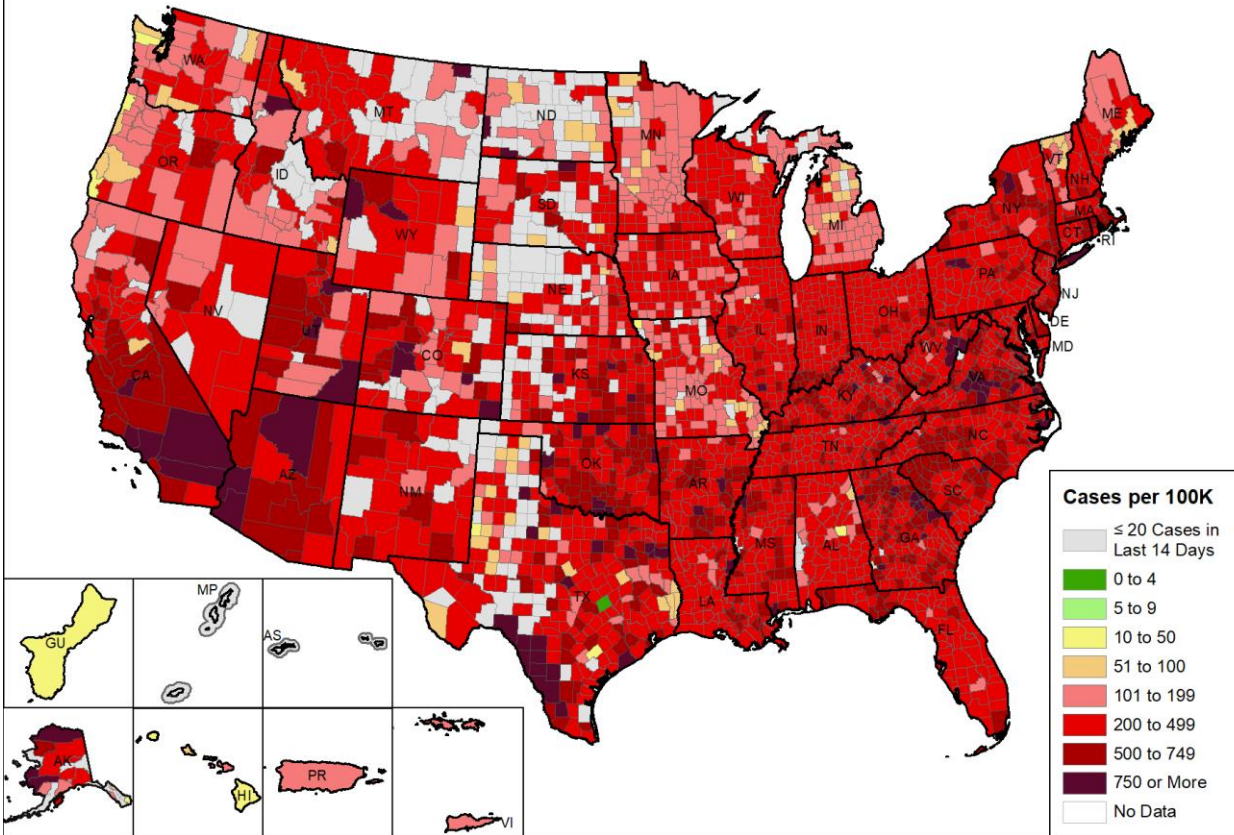 WA
MT
ND
MN
ME
OR
ID
SD
WI
MI
VT
NH
NY
MA
CT
RI
WY
NE
IA
PA
NJ
NV
UT
CO
IL
IN
OH
DE
MD
WV
VA
CA
KS
MO
KY
AZ
NM
OK
AR
TN
NC
SC
MS
AL
GA
TX
LA
FL
GU
MP
AS
AK
HI
PR
VI
Cases per 100K
≤ 20 Cases in
Last 14 Days
0 to 4
5 to 9
10 to 50
51 to 100
101 to 199
200 to 499
500 to 749
750 or More
No Data